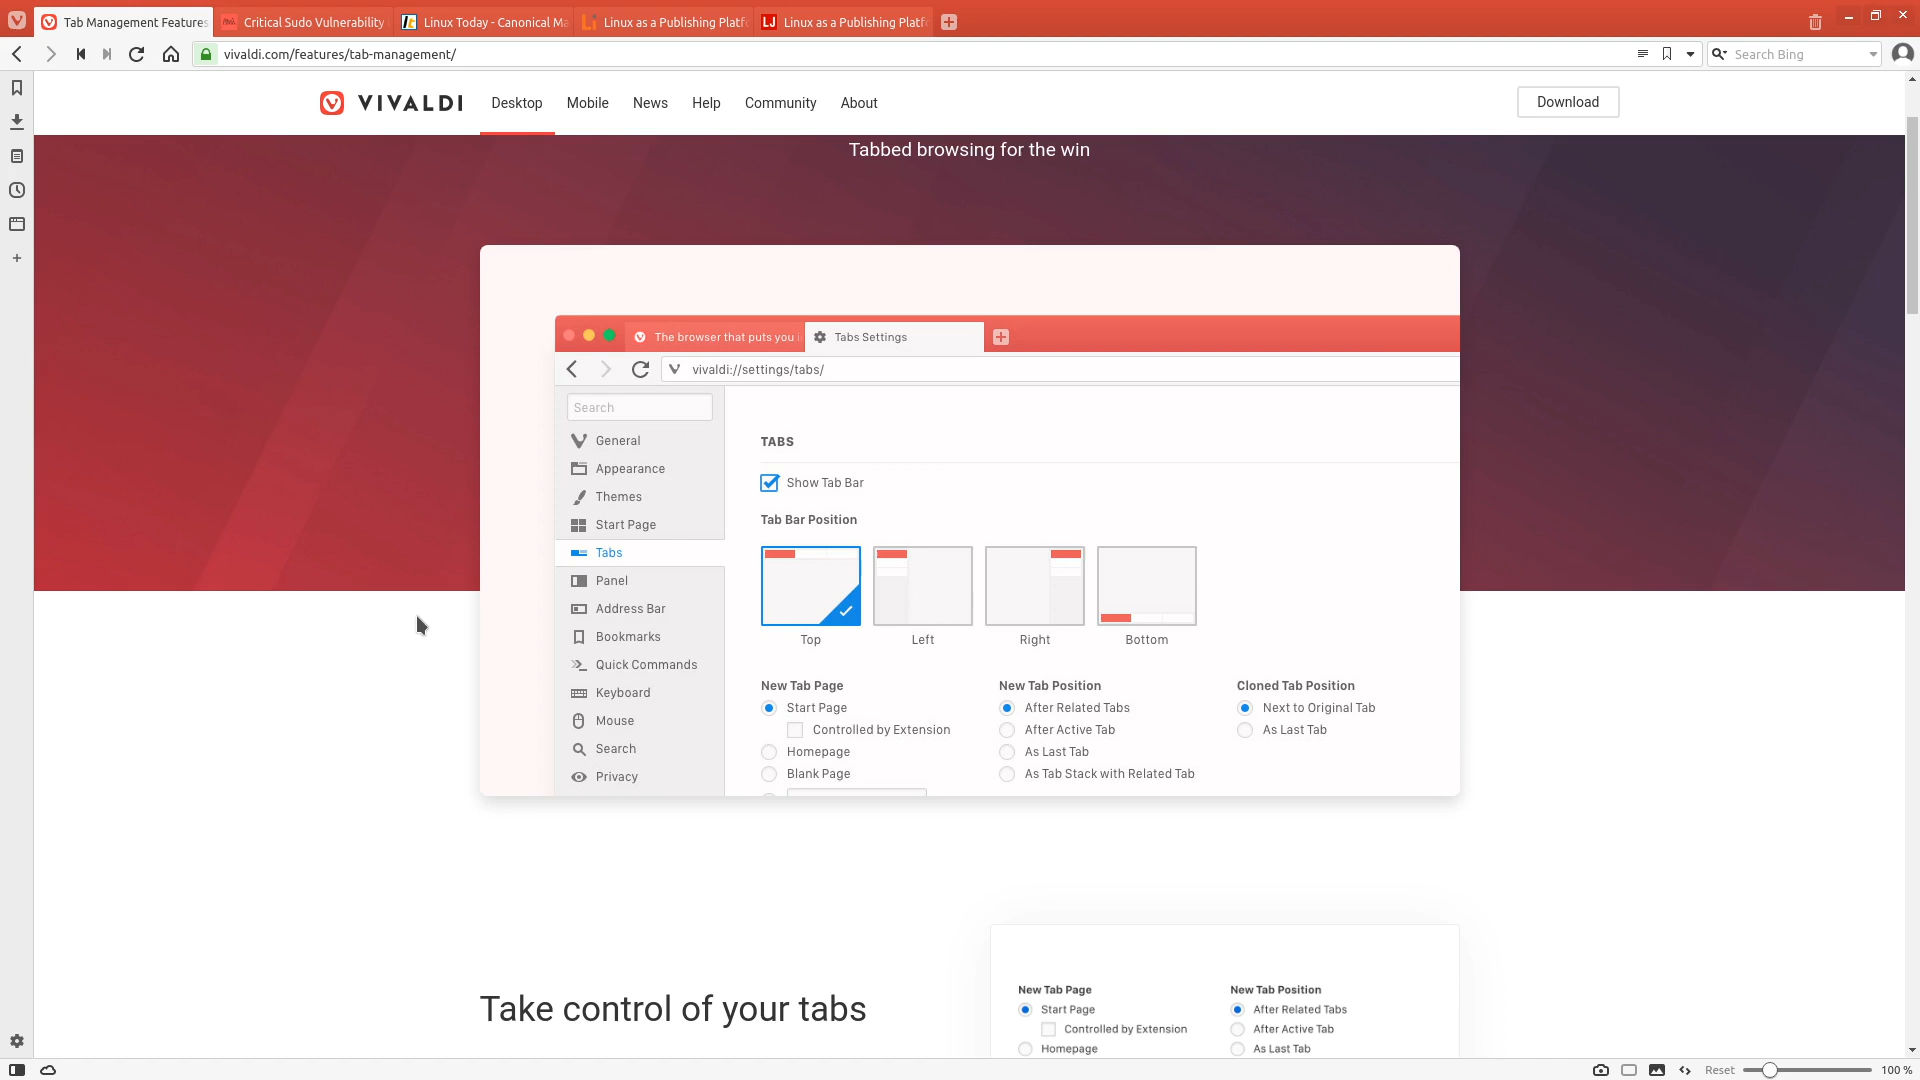 Tab Management Features
Critical Sudo Vulnerability
Linux Today - Canonical Ma
Linux as a Publishing Platf
LJ
Linux as a Publishing Platf
vivaldi.com/features/tab-management/
Search Bing
VIVALDI
Desktop
Mobile
News
Help
Community
About
Download
Tabbed browsing for the win
The browser that puts you i
Tabs Settings
vivaldi://settings/tabs/
Search
General
Appearance
Themes
Start Page
Tabs
Panel
Address Bar
Bookmarks
Quick Commands
Keyboard
Mouse
Search
Privacy
TABS
Show Tab Bar
Tab Bar Position
Top
Left
Right
Bottom
New Tab Page
Start Page
Controlled by Extension
Homepage
Blank Page
New Tab Position
After Related Tabs
After Active Tab
As Last Tab
As Tab Stack with Related Tab
Cloned Tab Position
Next to Original Tab
As Last Tab
Take control of your tabs
New Tab Page
Start Page
Controlled by Extension
Homepage
New Tab Position
After Related Tabs
After Active Tab
As Last Tab
Reset
100 %